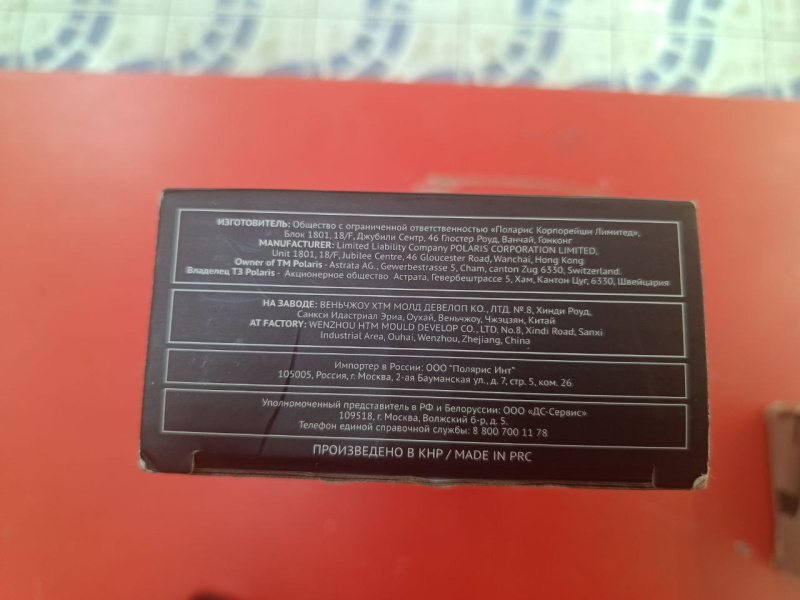 ИЗГОТОВИТЕЛЬ: Общество с ограниченной ответственностью «Поларис Корпорейшн Лимитед»,
Блок 1801, 18/F, Джубили Сентр, 46 Глостер Роуд, Ванчай, Гонконг
MANUFACTURER: Limited Liability Company POLARIS CORPORATION LIMITED,
Unit 1801, 18/F, Jubilee Centre, 46 Gloucester Road, Wanchai, Hong Kong
Owner of TM Polaris - Astrata AG., Gewerbestrasse 5, Cham, canton Zug 6330, Switzerland.
Владелец ТЗ Polaris - Акционерное общество Астрата, Гевербештрассе 5, Хам, Кантон Цуг, 6330, Швейцария
НА ЗАВОДЕ: ВЕНЬЧЖОУ ХТМ МОЛД ДЕВЕЛОП КО., ЛТД. №.8, Хинди Роуд,
Санкси Идастриал Эриа, Оухай, Веньчжоу, Чжэцзян, Китай
AT FACTORY: WENZHOU HTM MOULD DEVELOP CO., LTD. No.8, Xindi Road, Sanxi
Industrial Area, Ouhai, Wenzhou, Zhejiang, China
Импортер в России: ООО "Полярис Инт"
105005, Россия, г. Москва, 2-ая Бауманская ул., д. 7, стр. 5, ком. 26
Уполномоченный представитель в РФ и Белоруссии: ООО «ДС-Сервис»
109518, г. Москва, Волжский б-р, д. 5.
Телефон единой справочной службы: 8 800 700 11 78
ПРОИЗВЕДЕНО В КНР / MADE IN PRC